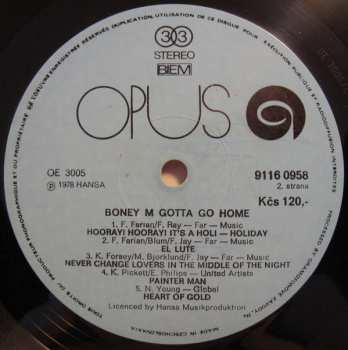 33
STEREO
BIEM
OPUS
OE 3005
℗ 1978 HANSA
9116 0958
2. strana
Kčs 120,-
BONEY M GOTTA GO HOME
1. F. Farian/F. Ray — Far — Music
HOORAY! HOORAY! IT'S A HOLI — HOLIDAY
2. F. Farian/Blum/F. Jay — Far — Music
EL LUTE
3. K. Forsey/M. Bjorklund/F. Jay — Far — Music
NEVER CHANGE LOVERS IN THE MIDDLE OF THE NIGHT
4. K. Pickett/E. Philips — United Artists
PAINTER MAN
5. N. Young — Global
HEART OF GOLD
Licenced by Hansa Musikproduktion
MADE IN CZECHOSLOVAKIA